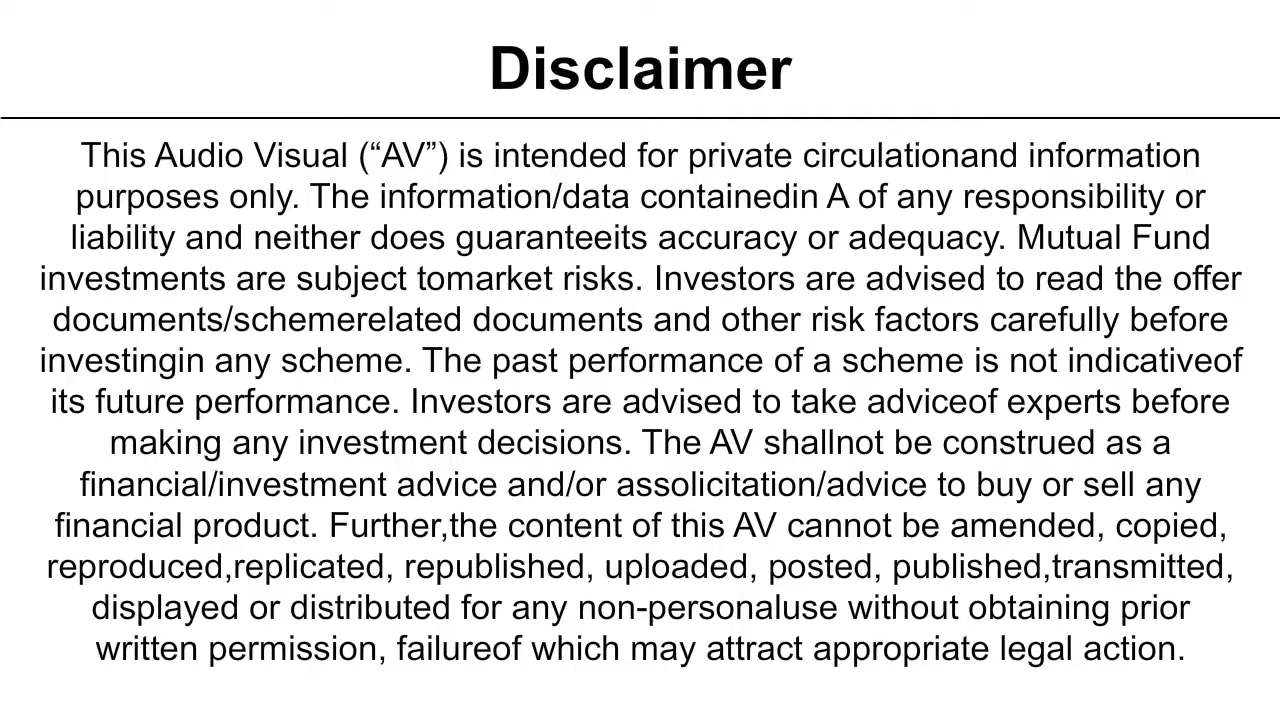 Disclaimer
This Audio Visual (“AV”) is intended for private circulationand information
purposes only. The information/data containedin A of any responsibility or
liability and neither does guaranteeits accuracy or adequacy. Mutual Fund
investments are subject tomarket risks. Investors are advised to read the offer
documents/schemerelated documents and other risk factors carefully before
investingin any scheme. The past performance of a scheme is not indicativeof
its future performance. Investors are advised to take adviceof experts before
making any investment decisions. The AV shallnot be construed as a
financial/investment advice and/or assolicitation/advice to buy or sell any
financial product. Further,the content of this AV cannot be amended, copied,
reproduced,replicated, republished, uploaded, posted, published,transmitted,
displayed or distributed for any non-personaluse without obtaining prior
written permission, failureof which may attract appropriate legal action.